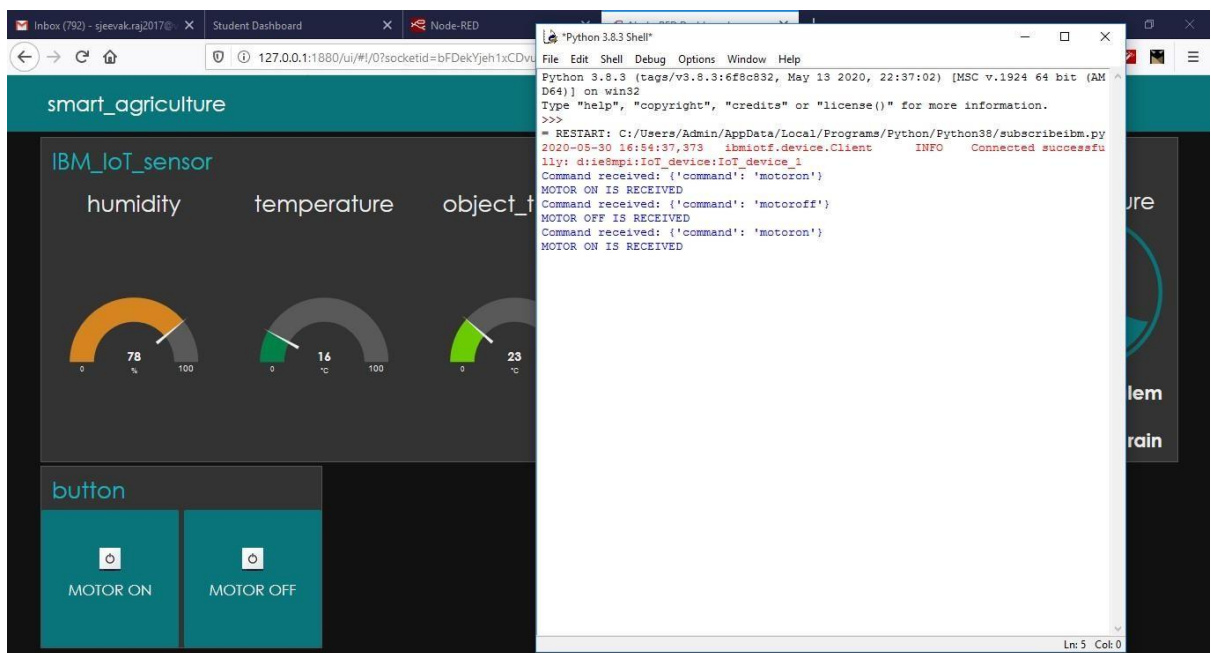 Inbox (792) - sjeevak.raj2017@v
Student Dashboard
Node-RED
127.0.0.1:1880/ui/#!/0?socketid=bFDekYjeh1xCDvu
smart_agriculture
IBM_IoT_sensor
humidity
temperature
object_t
78
0 % 100
16
0 °C 100
23
0 °C
ure
lem
rain
button
MOTOR ON
MOTOR OFF
*Python 3.8.3 Shell*
File Edit Shell Debug Options Window Help
Python 3.8.3 (tags/v3.8.3:6f8c832, May 13 2020, 22:37:02) [MSC v.1924 64 bit (AM
D64)] on win32
Type "help", "copyright", "credits" or "license()" for more information.
>>>
= RESTART: C:/Users/Admin/AppData/Local/Programs/Python/Python38/subscribeibm.py
2020-05-30 16:54:37,373 ibmiotf.device.Client INFO Connected successfu
lly: d:ie8mpi:IoT_device:IoT_device_1
Command received: {'command': 'motoron'}
MOTOR ON IS RECEIVED
Command received: {'command': 'motoroff'}
MOTOR OFF IS RECEIVED
Command received: {'command': 'motoron'}
MOTOR ON IS RECEIVED
Ln: 5 Col: 0